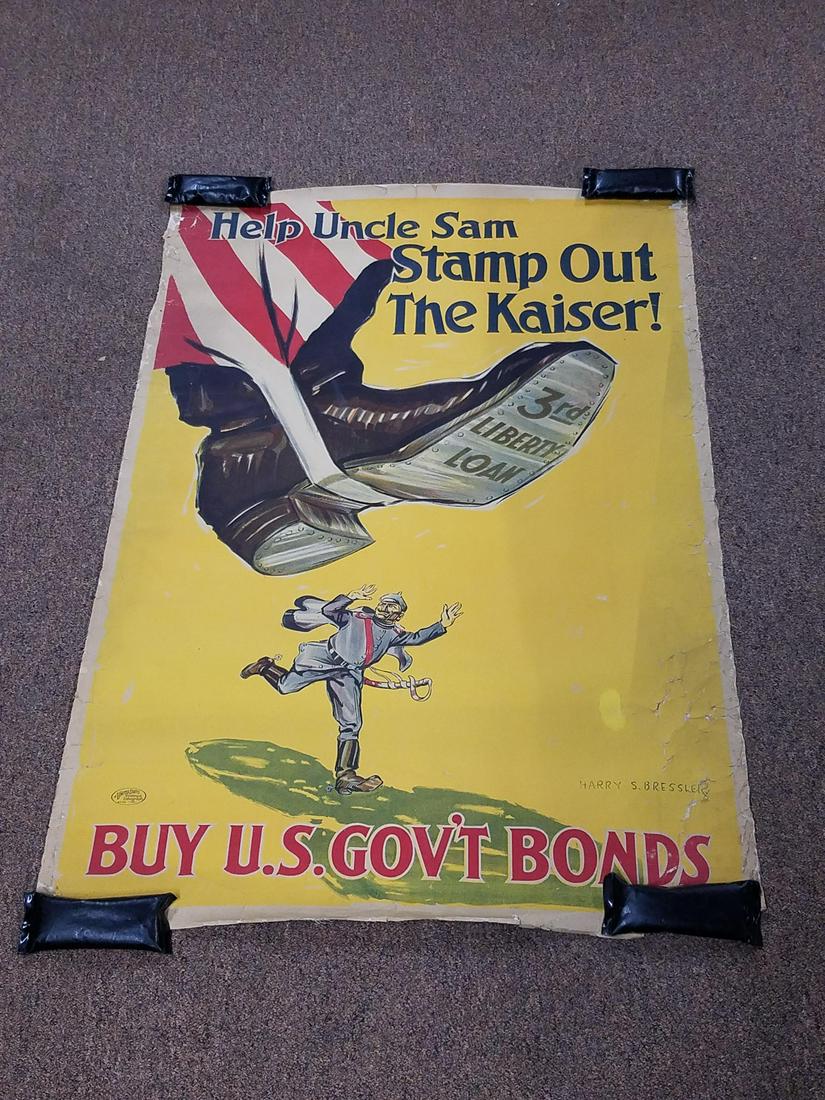 Help Uncle Sam
Stamp Out
The Kaiser!
3rd
LIBERTY
LOAN
HARRY S. BRESSLER
BUY U.S. GOV'T BONDS